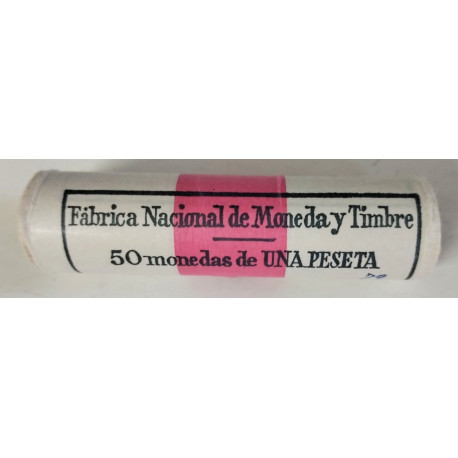 Fábrica Nacional de Moneda y Timbre
50 monedas de UNA PESETA